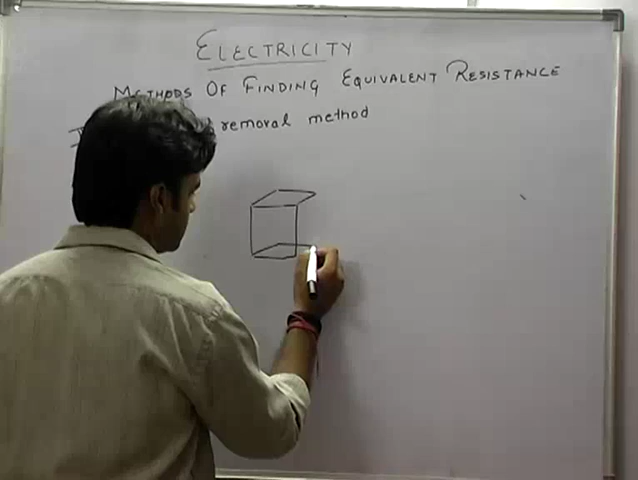 ELECTRICITY
METHODS OF FINDING EQUIVALENT RESISTANCE
removal method